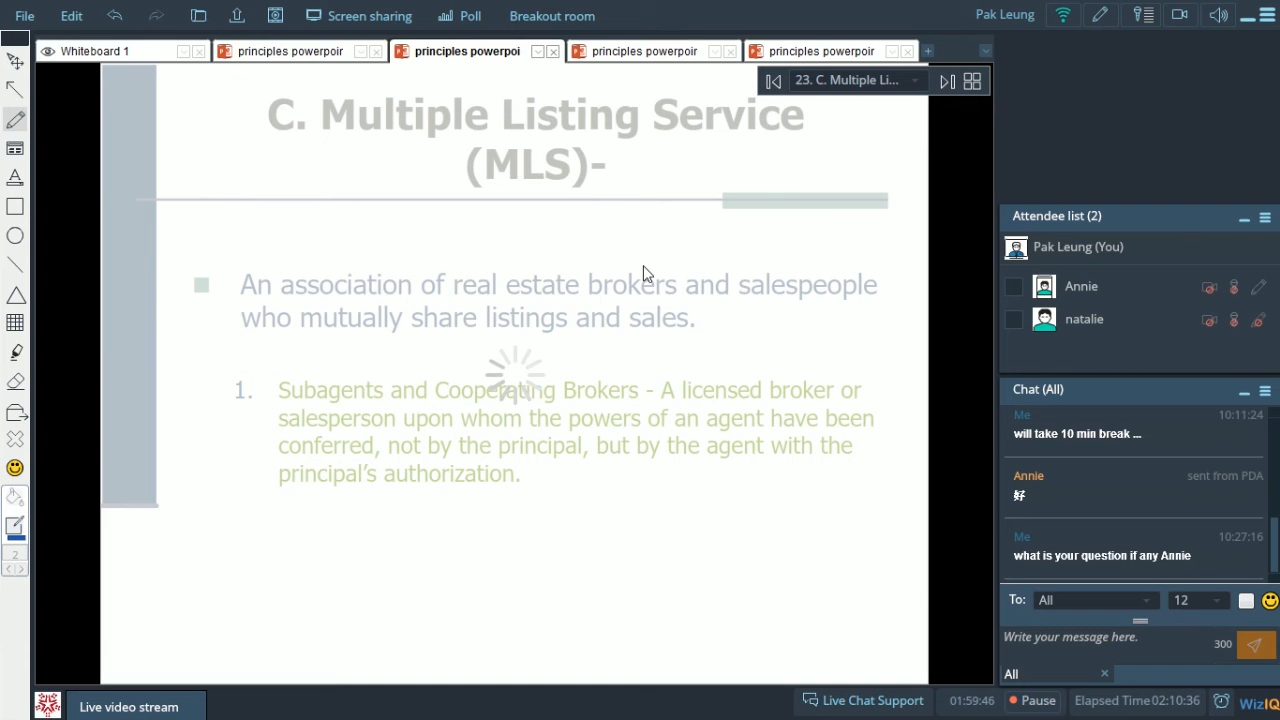 File Edit Screen sharing Poll Breakout room Pak Leung
Whiteboard 1 principles powerpoir principles powerpoi principles powerpoir principles powerpoir
23. C. Multiple Li...
C. Multiple Listing Service
(MLS)-
An association of real estate brokers and salespeople
who mutually share listings and sales.
1. Subagents and Cooperating Brokers - A licensed broker or
salesperson upon whom the powers of an agent have been
conferred, not by the principal, but by the agent with the
principal's authorization.
Attendee list (2)
Pak Leung (You)
Annie
natalie
Chat (All)
Me 10:11:24
will take 10 min break ...
Annie sent from PDA
好
Me 10:27:16
what is your question if any Annie
To: All 12
Write your message here. 300
All
2
Live video stream
Live Chat Support 01:59:46 Pause Elapsed Time 02:10:36 WizIQ